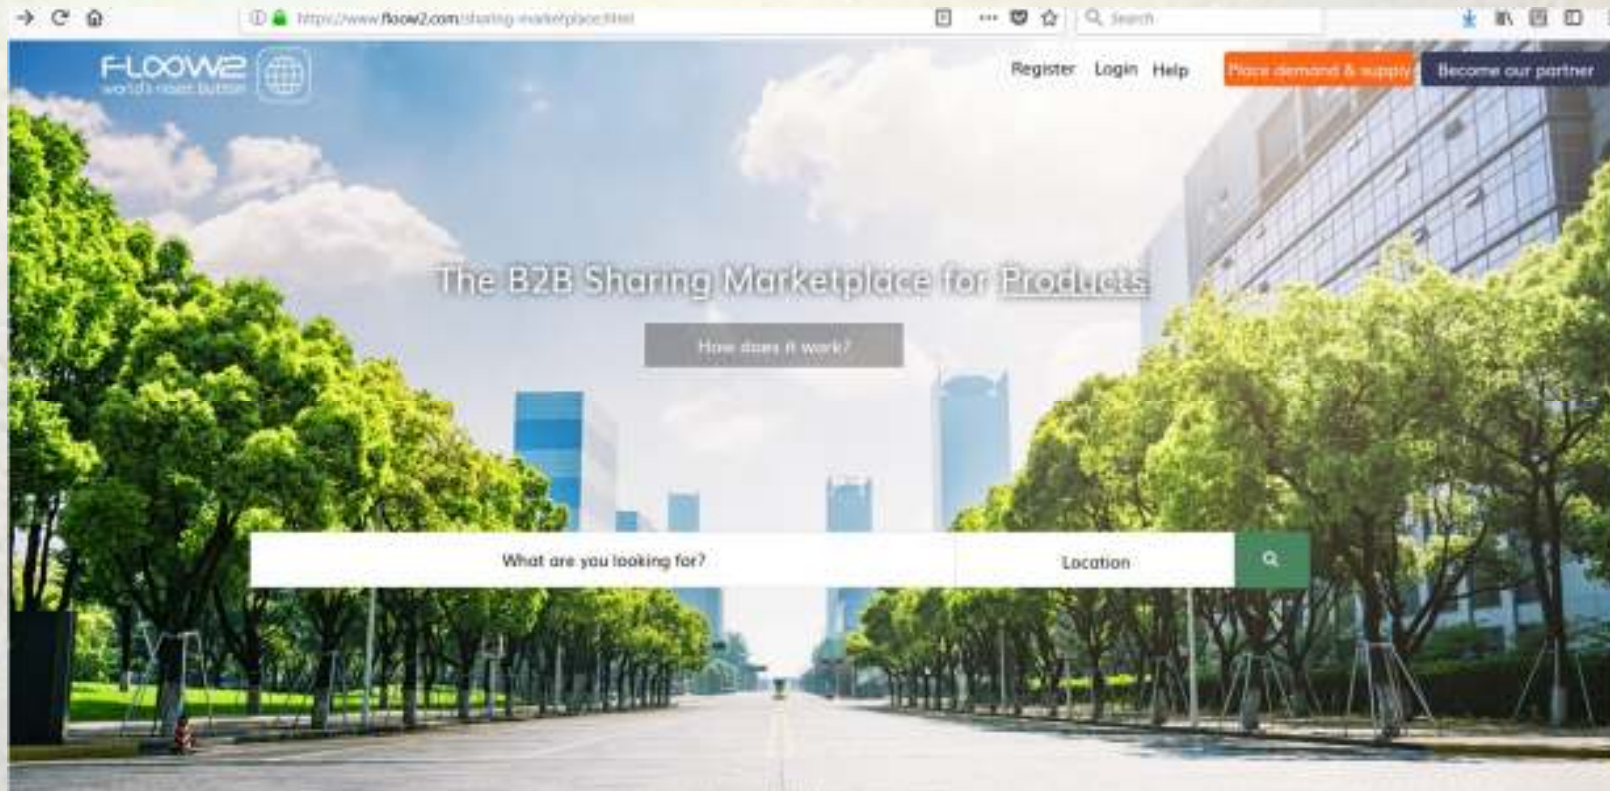 https://www.floow2.com/sharing-marketplace.html
Search
FLOOW2
world's reset button
Register Login Help Place demand & supply Become our partner
The B2B Sharing Marketplace for Products
How does it work?
What are you looking for? Location